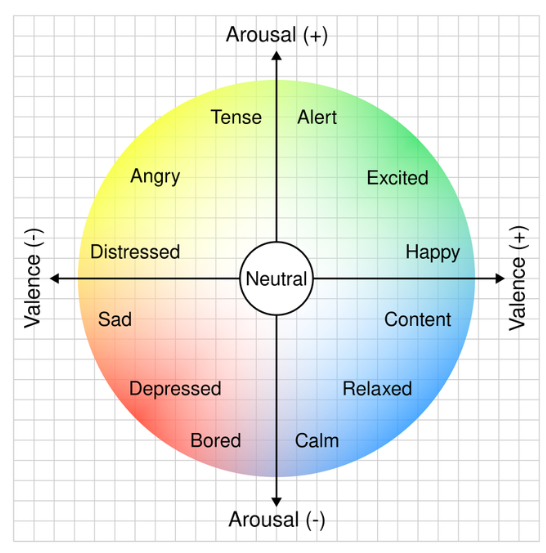 Arousal (+)
Tense
Alert
Angry
Excited
Distressed
Happy
Valence (-)
Neutral
Valence (+)
Sad
Content
Depressed
Relaxed
Bored
Calm
Arousal (-)